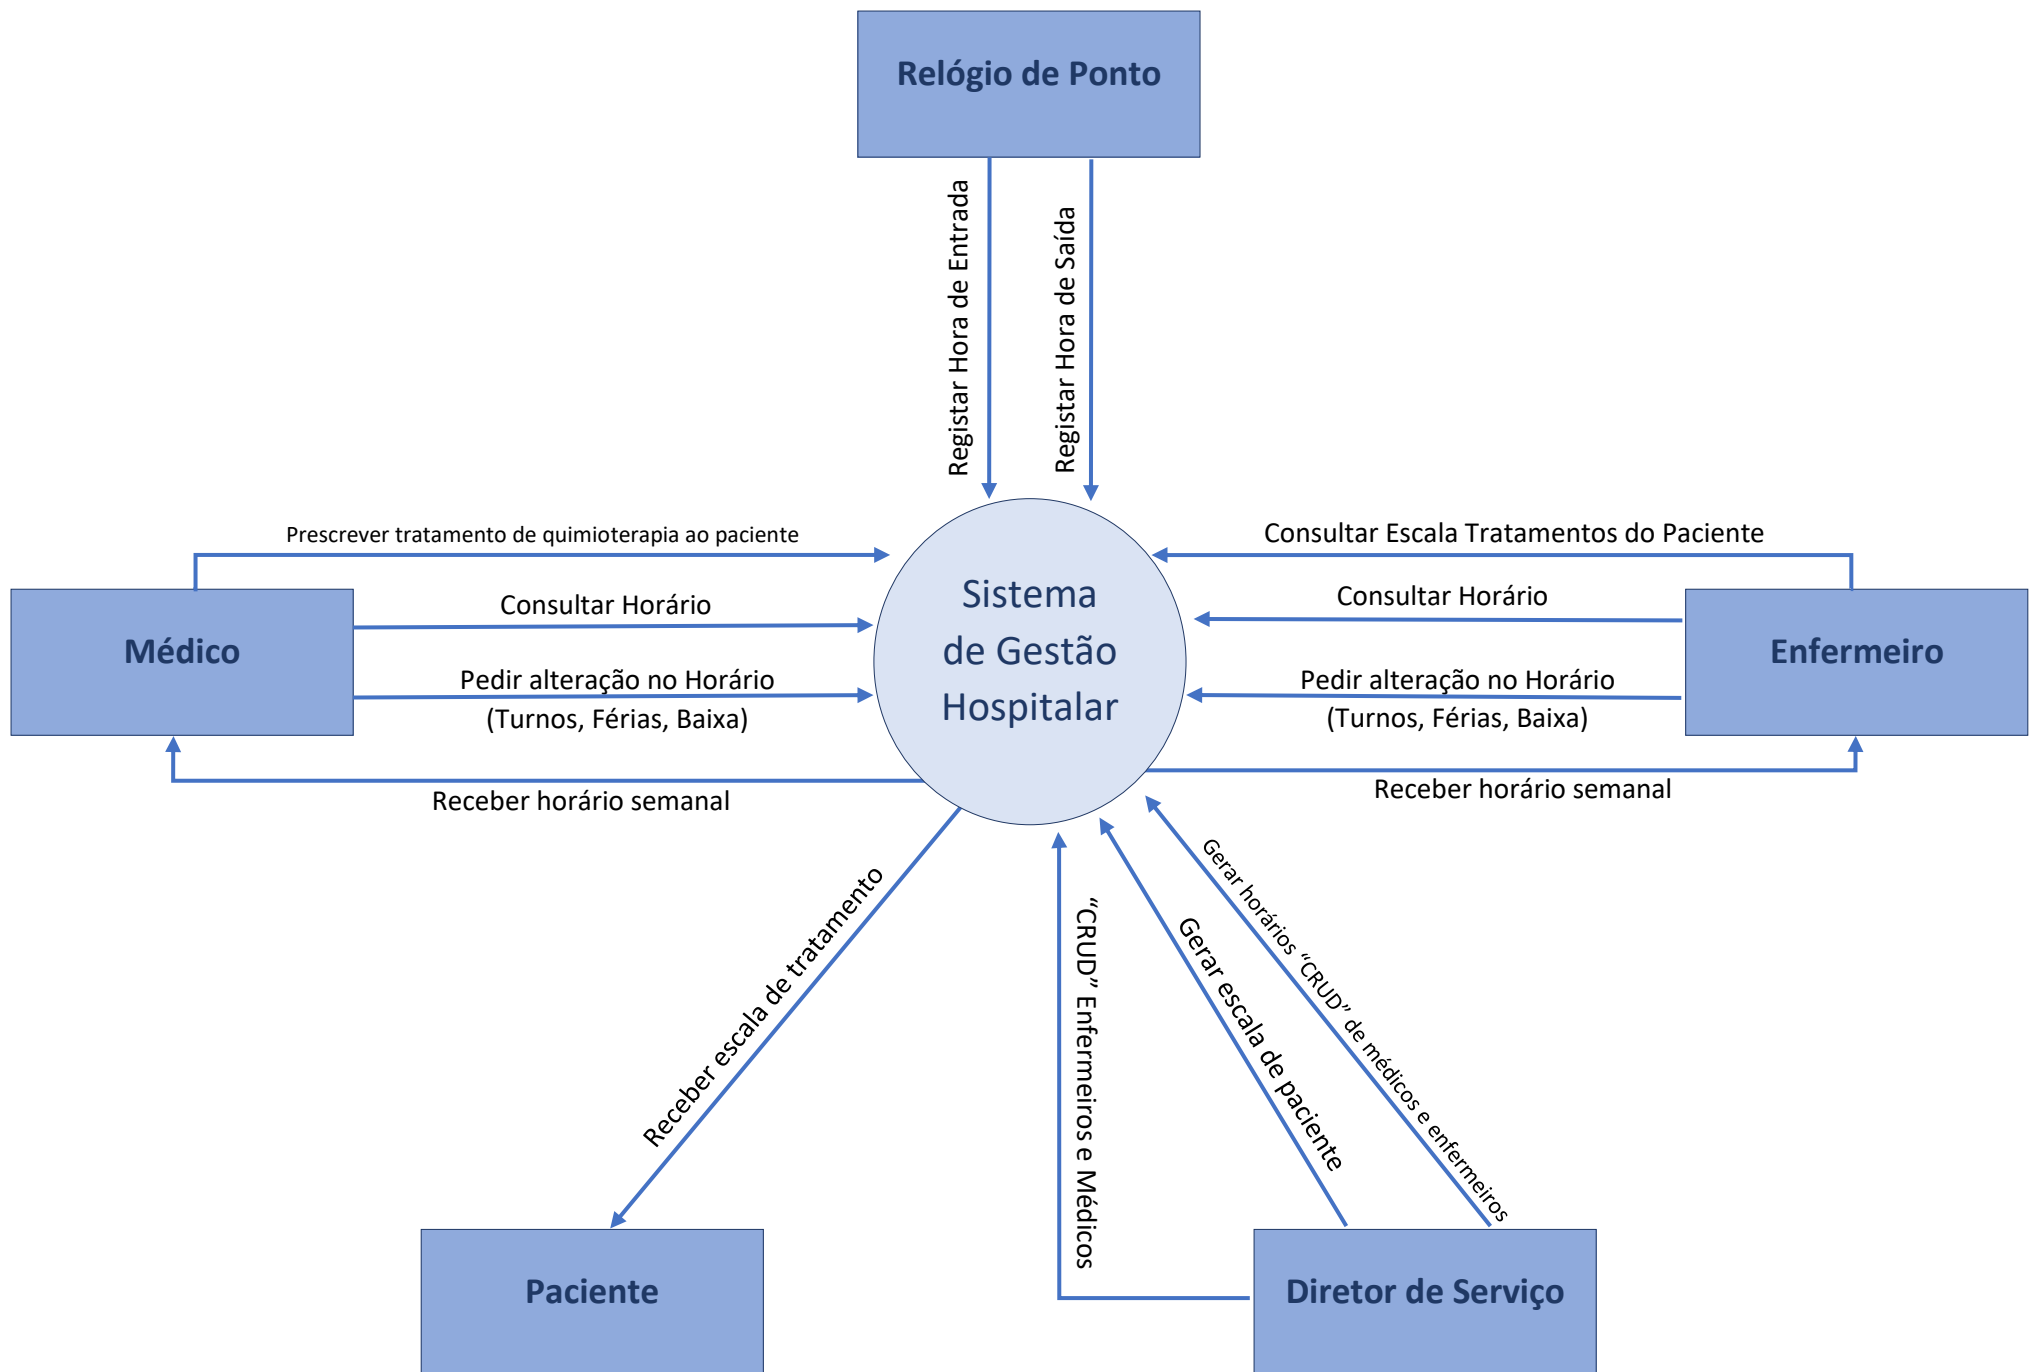 Relógio de Ponto
Registar Hora de Entrada
Registar Hora de Saída
Prescrever tratamento de quimioterapia ao paciente
Consultar Escala Tratamentos do Paciente
Consultar Horário
Consultar Horário
Médico
Sistema
de Gestão
Hospitalar
Enfermeiro
Pedir alteração no Horário
(Turnos, Férias, Baixa)
Pedir alteração no Horário
(Turnos, Férias, Baixa)
Receber horário semanal
Receber horário semanal
Receber escala de tratamento
“CRUD” Enfermeiros e Médicos
Gerar escala de paciente
Gerar horários “CRUD” de médicos e enfermeiros
Paciente
Diretor de Serviço